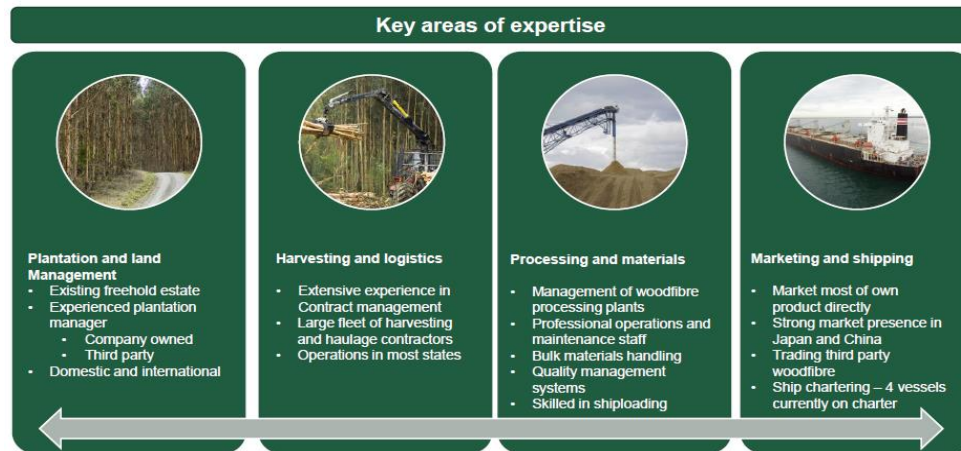 Key areas of expertise
Plantation and land
Management
• Existing freehold estate
• Experienced plantation
manager
• Company owned
• Third party
• Domestic and international
Harvesting and logistics
• Extensive experience in
Contract management
• Large fleet of harvesting
and haulage contractors
• Operations in most states
Processing and materials
• Management of woodfibre
processing plants
• Professional operations and
maintenance staff
• Bulk materials handling
• Quality management
systems
• Skilled in shiploading
Marketing and shipping
• Market most of own
product directly
• Strong market presence in
Japan and China
• Trading third party
woodfibre
• Ship chartering – 4 vessels
currently on charter